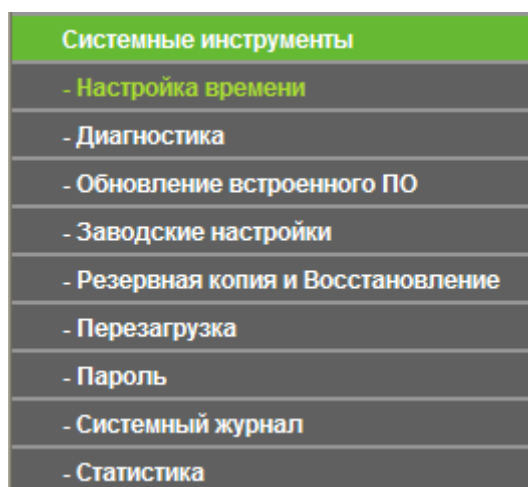 Системные инструменты
- Настройка времени
- Диагностика
- Обновление встроенного ПО
- Заводские настройки
- Резервная копия и Восстановление
- Перезагрузка
- Пароль
- Системный журнал
- Статистика